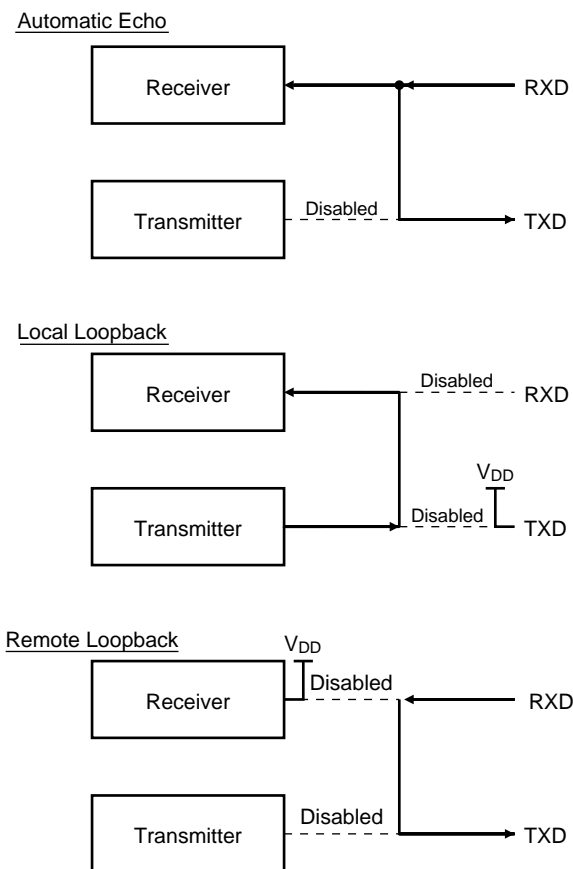 Automatic Echo
Receiver
RXD
Transmitter
Disabled
TXD
Local Loopback
Receiver
Disabled
RXD
VDD
Transmitter
Disabled
TXD
Remote Loopback
VDD
Receiver
Disabled
RXD
Transmitter
Disabled
TXD